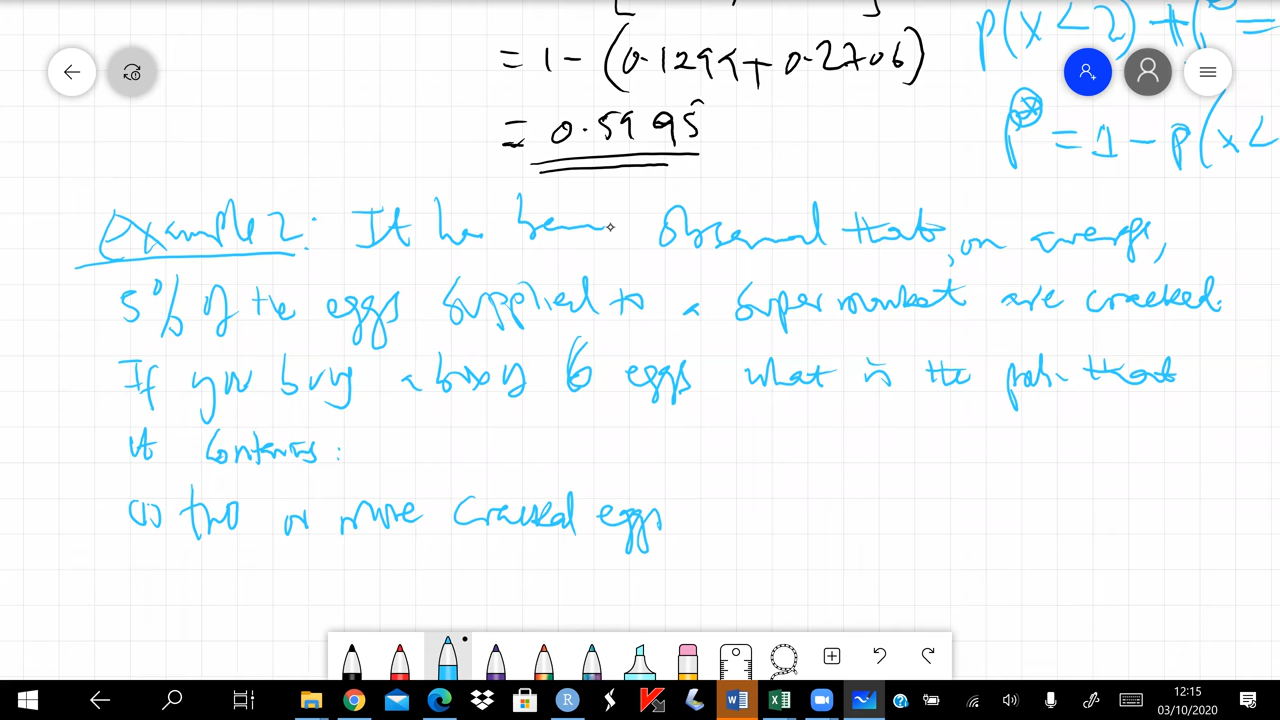 = 1 - (0.1295 + 0.2706)
= 0.5995
p(x<2) + p =
p = 1 - p(x<
Example 2: It has been observed that, on average,
5% of the eggs supplied to a supermarket are cracked.
If you buy a box of 6 eggs what is the prob. that
it contains:
(i) two or more cracked eggs
12:15
03/10/2020